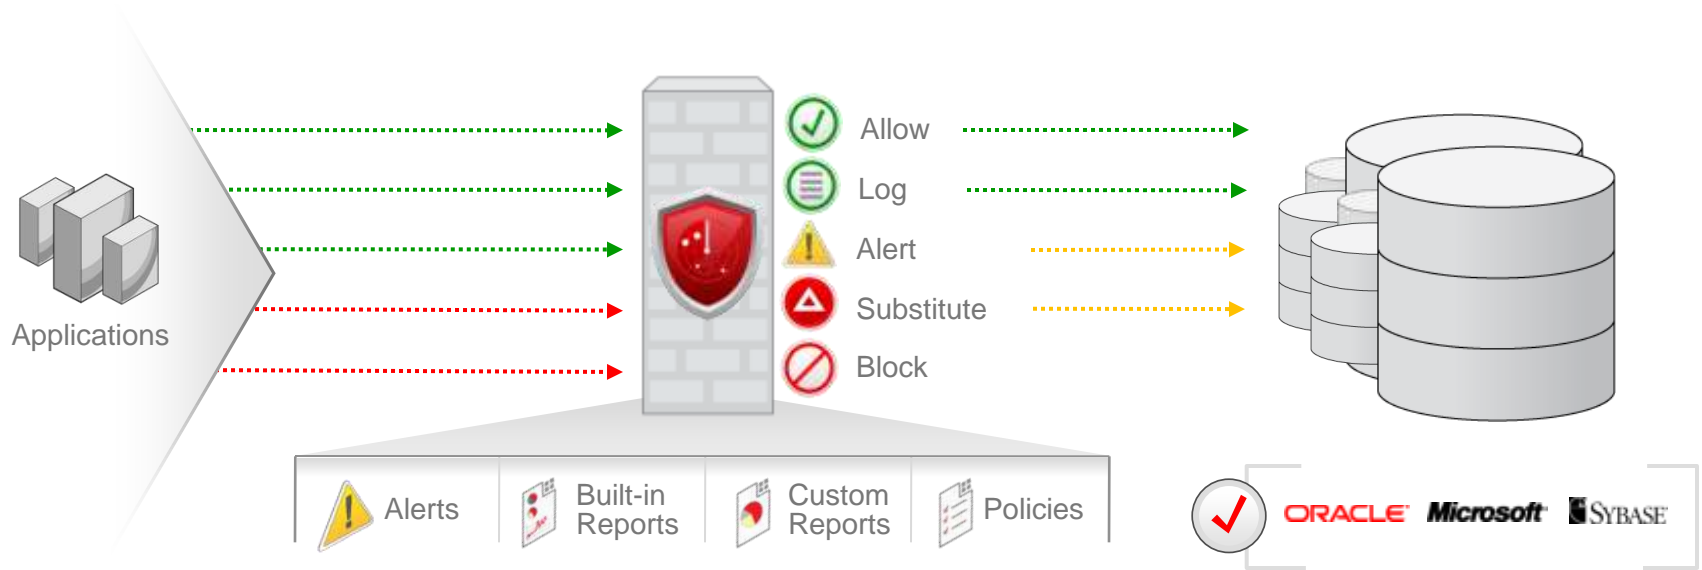 Applications
Allow
Log
Alert
Substitute
Block
Alerts
Built-in
Reports
Custom
Reports
Policies
ORACLE
Microsoft
SYBASE